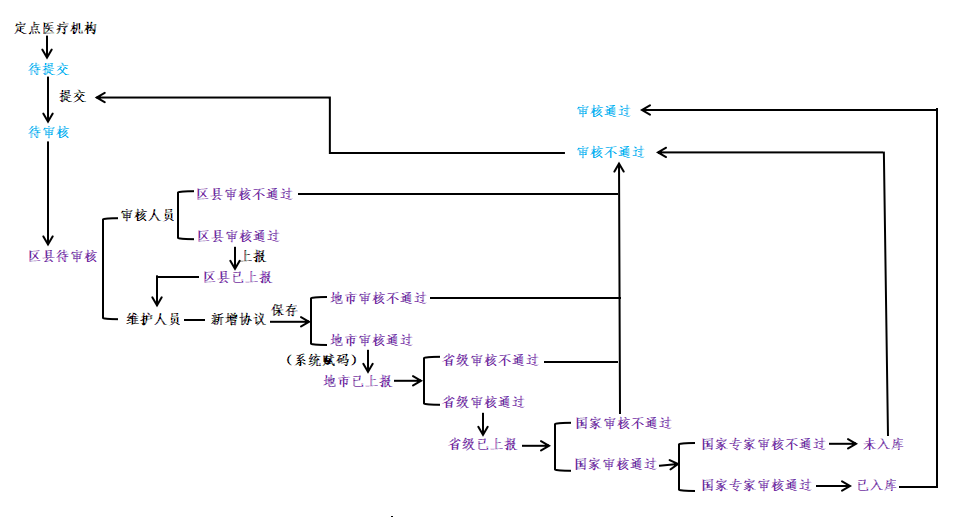 定点医疗机构
待提交
提交
审核通过
待审核
审核不通过
区县审核不通过
审核人员
区县审核通过
区县待审核
上报
区县已上报
地市审核不通过
保存
维护人员
新增协议
地市审核通过
（系统赋码）
省级审核不通过
地市已上报
省级审核通过
国家审核不通过
省级已上报
国家专家审核不通过
未入库
国家审核通过
国家专家审核通过
已入库